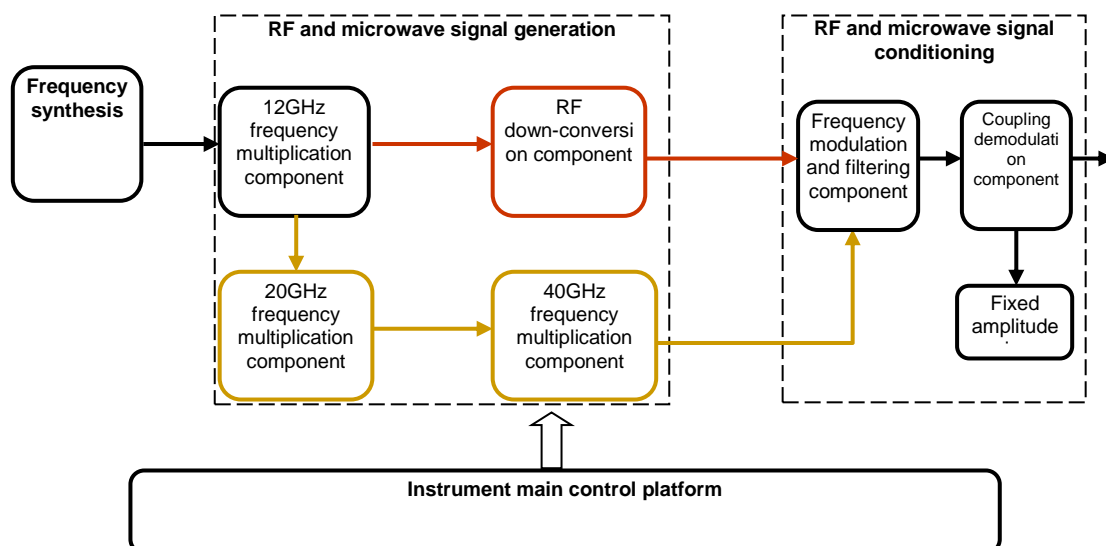 RF and microwave signal generation
RF and microwave signal
conditioning
Frequency
synthesis
12GHz
frequency
multiplication
component
RF
down-conversi
on component
Frequency
modulation
and filtering
component
Coupling
demodulati
on
component
20GHz
frequency
multiplication
component
40GHz
frequency
multiplication
component
Fixed
amplitude
Instrument main control platform